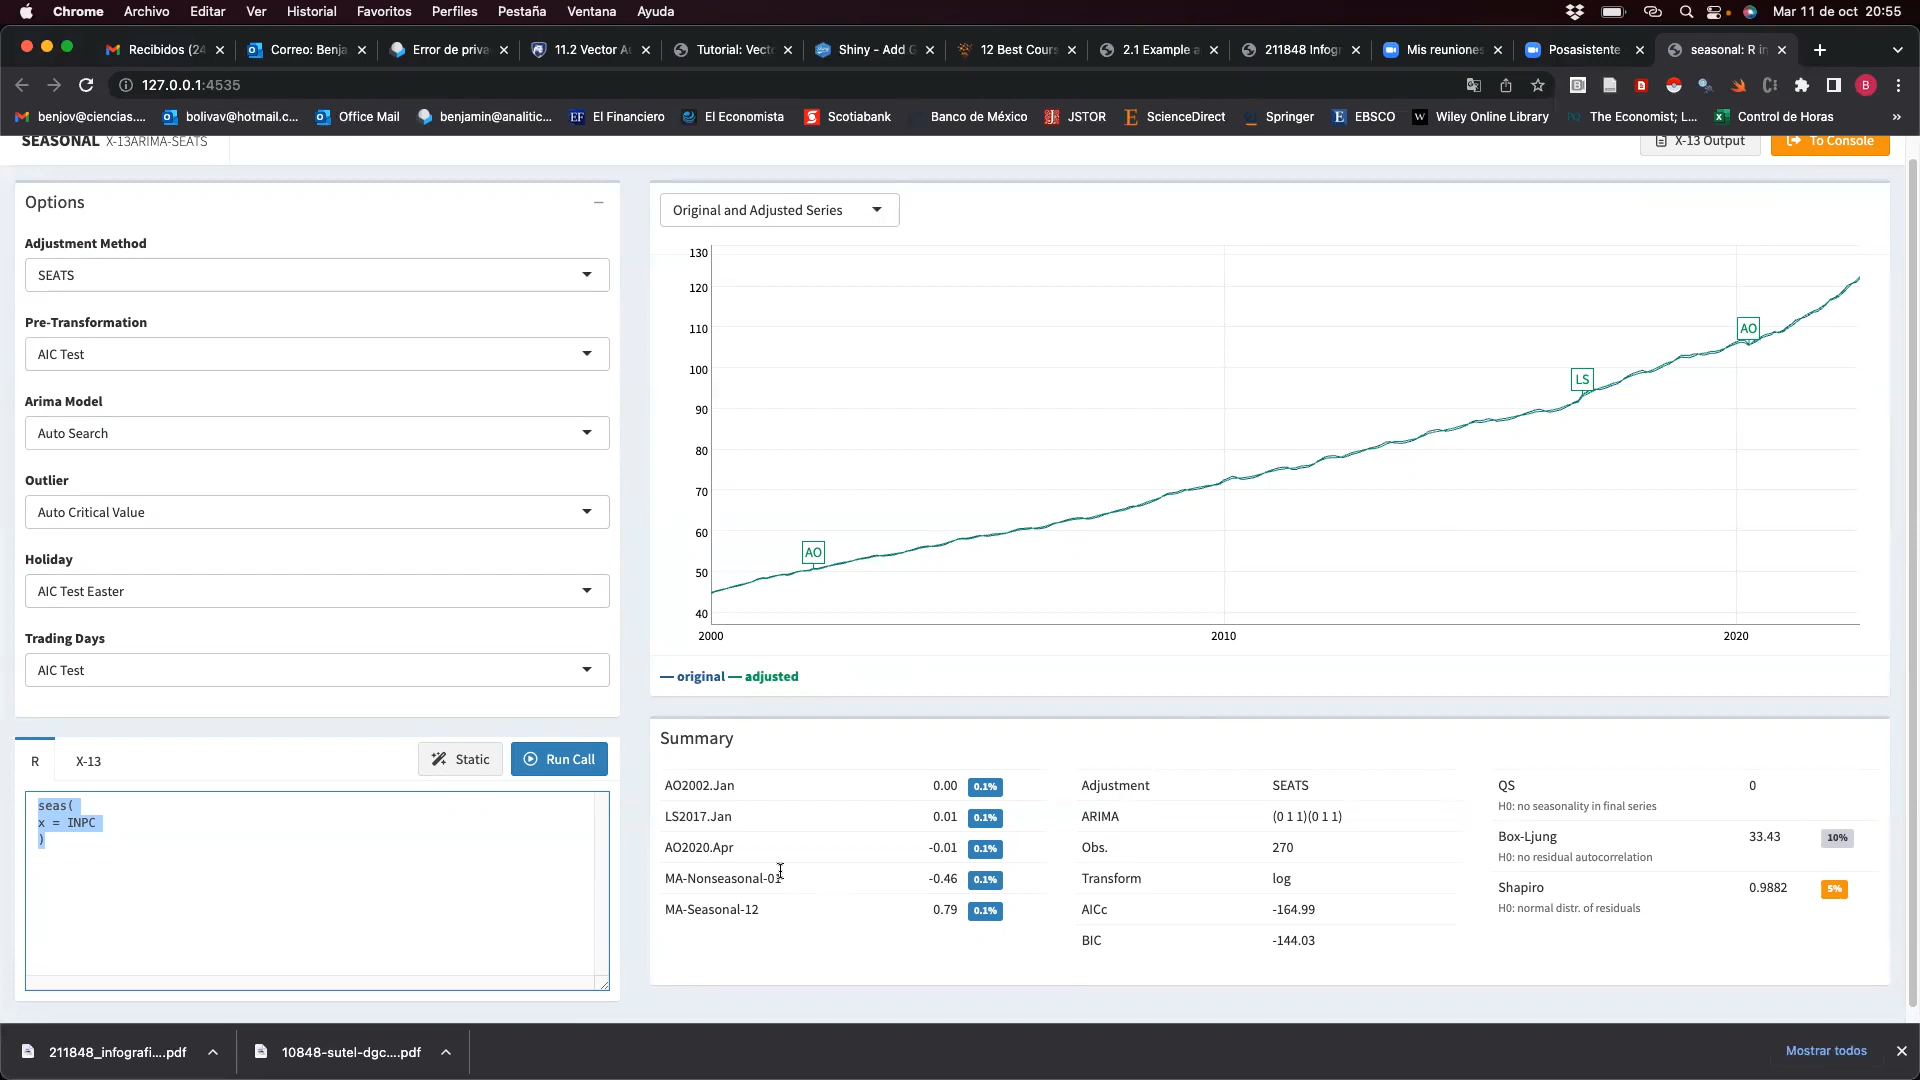 Chrome Archivo Editar Ver Historial Favoritos Perfiles Pestaña Ventana Ayuda Mar 11 de oct 20:55
Recibidos (24 Correo: Benja Error de priva 11.2 Vector Au Tutorial: Vecto Shiny - Add G 12 Best Cours 2.1 Example a 211848 Infogr Mis reuniones Posasistente seasonal: R in
127.0.0.1:4535
benjov@ciencias.... bolivav@hotmail.c... Office Mail benjamin@analitic... EF El Financiero El Economista Scotiabank Banco de México JSTOR ScienceDirect Springer EBSCO Wiley Online Library The Economist; L... Control de Horas »
SEASONAL X-13ARIMA-SEATS X-13 Output To Console
Options
Adjustment Method
SEATS
Pre-Transformation
AIC Test
Arima Model
Auto Search
Outlier
Auto Critical Value
Holiday
AIC Test Easter
Trading Days
AIC Test
R X-13 Static Run Call
seas(
x = INPC
)
Original and Adjusted Series
130
120
110
100
90
80
70
60
50
40
AO
LS
AO
2000 2010 2020
original adjusted
Summary
AO2002.Jan 0.00 0.1%
LS2017.Jan 0.01 0.1%
AO2020.Apr -0.01 0.1%
MA-Nonseasonal-01 -0.46 0.1%
MA-Seasonal-12 0.79 0.1%
Adjustment SEATS
ARIMA (0 1 1)(0 1 1)
Obs. 270
Transform log
AICc -164.99
BIC -144.03
QS 0
H0: no seasonality in final series
Box-Ljung 33.43 10%
H0: no residual autocorrelation
Shapiro 0.9882 5%
H0: normal distr. of residuals
211848_infografi....pdf 10848-sutel-dgc....pdf Mostrar todos